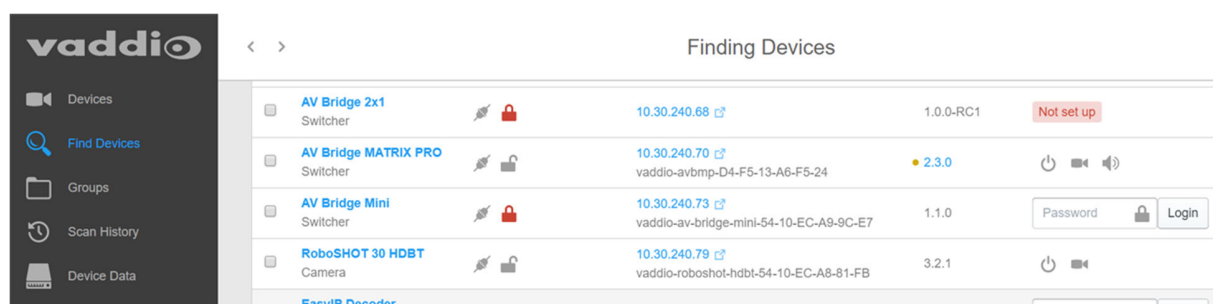 vaddio
Finding Devices
Devices
Find Devices
Groups
Scan History
Device Data
AV Bridge 2x1
Switcher
10.30.240.68
1.0.0-RC1
Not set up
AV Bridge MATRIX PRO
Switcher
10.30.240.70
vaddio-avbmp-D4-F5-13-A6-F5-24
2.3.0
AV Bridge Mini
Switcher
10.30.240.73
vaddio-av-bridge-mini-54-10-EC-A9-9C-E7
1.1.0
Password
Login
RoboSHOT 30 HDBT
Camera
10.30.240.79
vaddio-roboshot-hdbt-54-10-EC-A8-81-FB
3.2.1
EasyIP Decoder